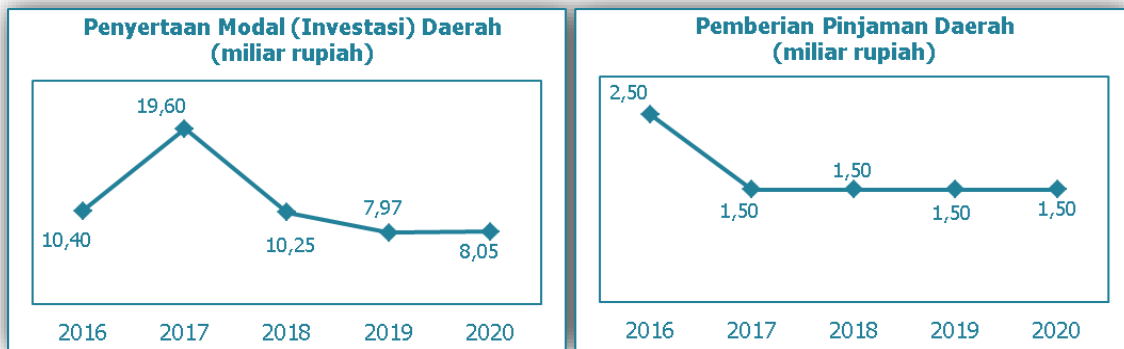 Penyertaan Modal (Investasi) Daerah
(miliar rupiah)
19,60
10,40
10,25
7,97
8,05
2016 2017 2018 2019 2020
Pemberian Pinjaman Daerah
(miliar rupiah)
2,50
1,50
1,50
1,50
1,50
2016 2017 2018 2019 2020